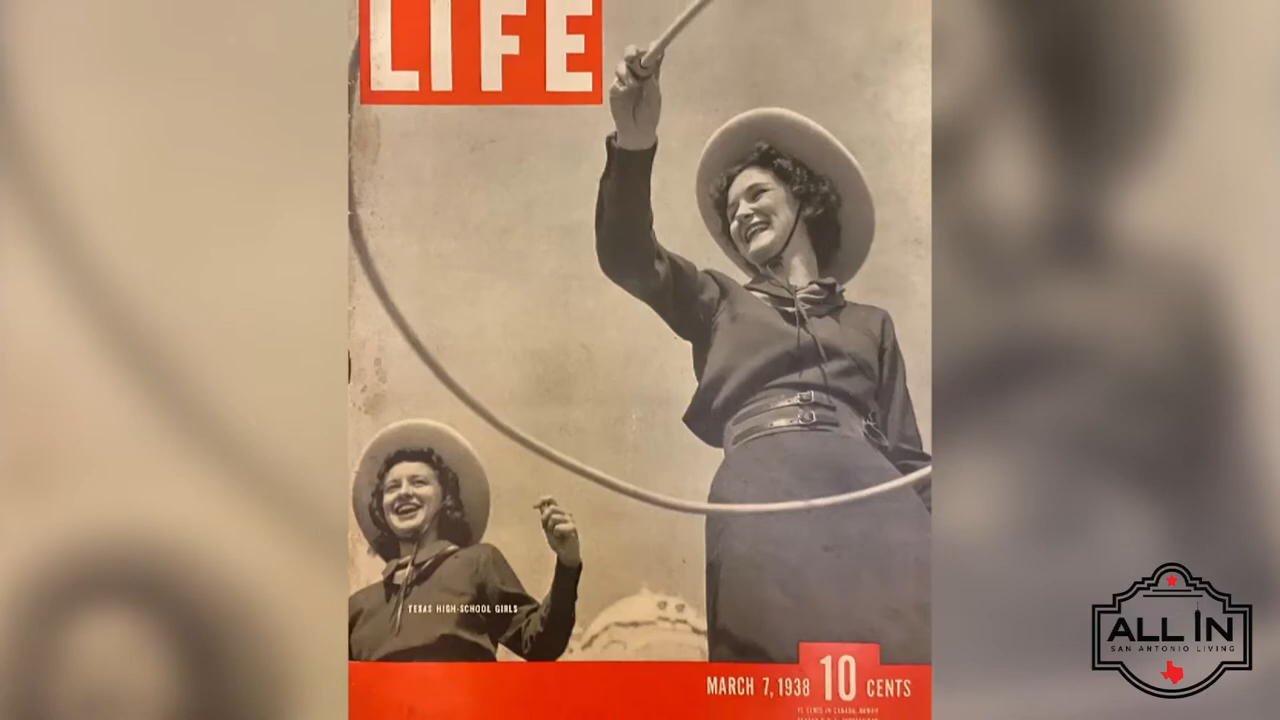 LIFE
TEXAS HIGH-SCHOOL GIRLS
MARCH 7, 1938 10 CENTS
ALL IN
SAN ANTONIO LIVING